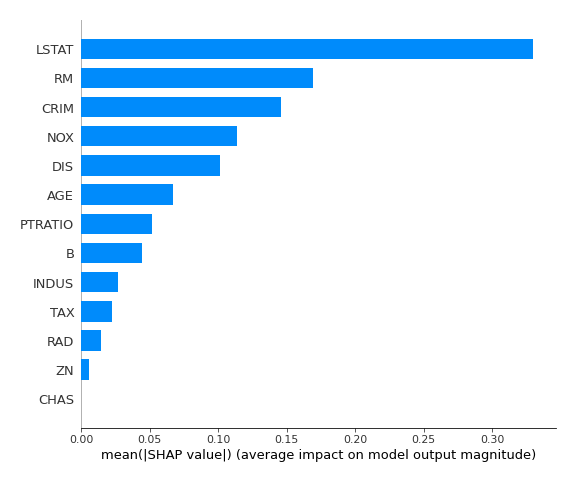 LSTAT
RM
CRIM
NOX
DIS
AGE
PTRATIO
B
INDUS
TAX
RAD
ZN
CHAS
0.00 0.05 0.10 0.15 0.20 0.25 0.30
mean(|SHAP value|) (average impact on model output magnitude)